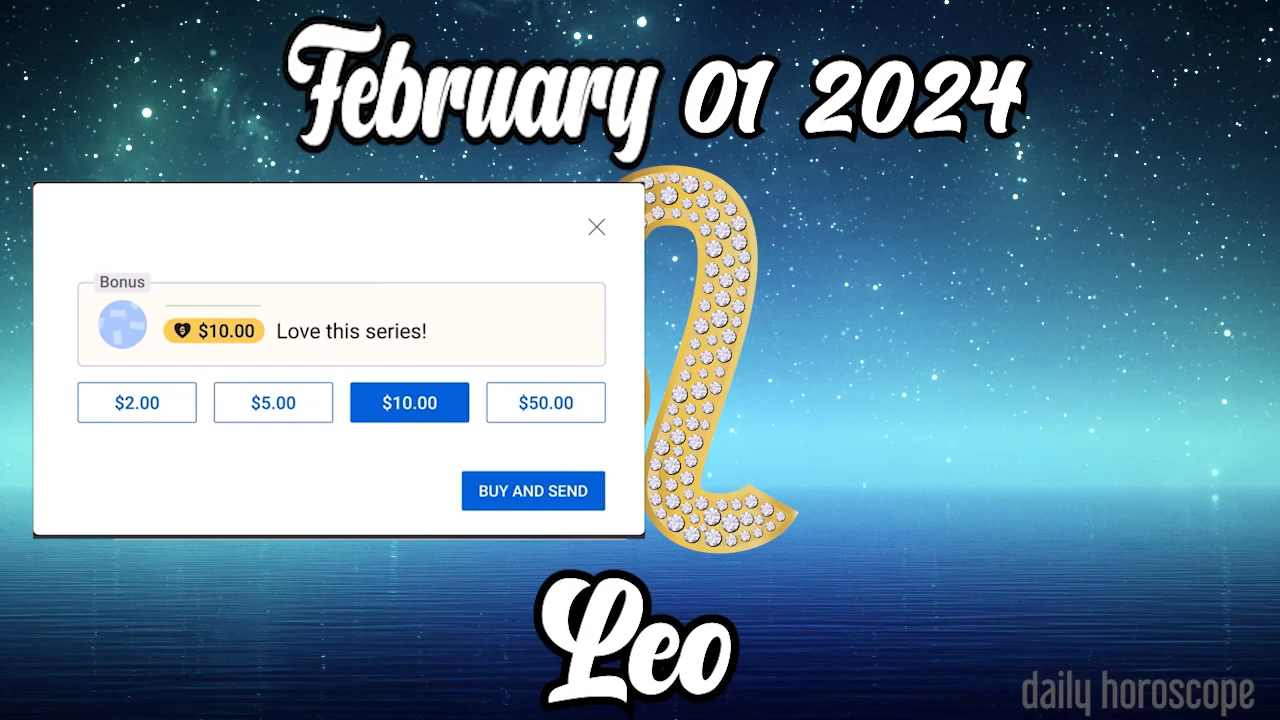 February 01 2024
Bonus
$10.00 Love this series!
$2.00 $5.00 $10.00 $50.00
BUY AND SEND
Leo
daily horoscope